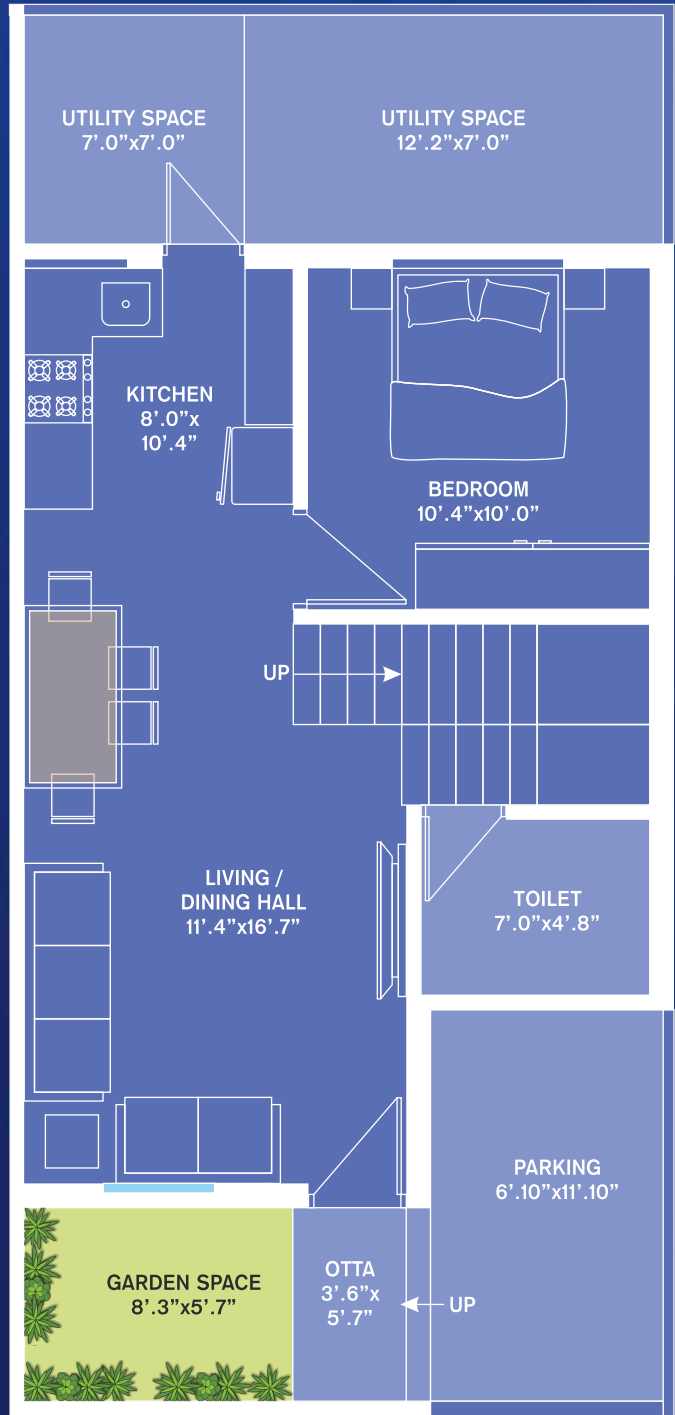 UTILITY SPACE
7’.0”x7’.0”
UTILITY SPACE
12’.2”x7’.0”
KITCHEN
8’.0”x
10’.4”
BEDROOM
10’.4”x10’.0”
UP
LIVING /
DINING HALL
11’.4”x16’.7”
TOILET
7’.0”x4’.8”
PARKING
6’.10”x11’.10”
GARDEN SPACE
8’.3”x5’.7”
OTTA
3’.6”x
5’.7”
UP